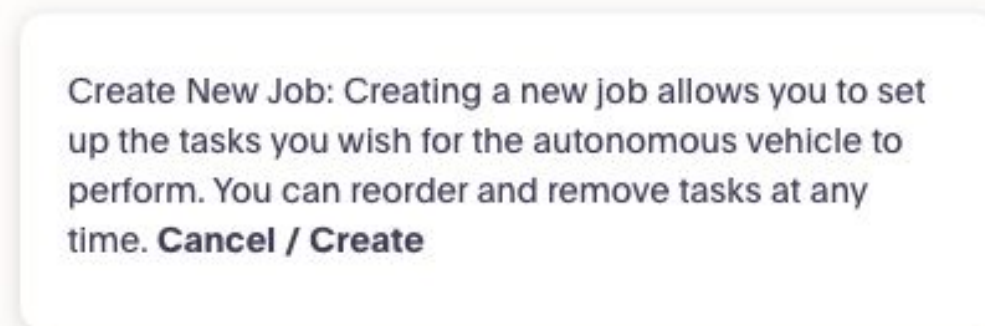 Create New Job: Creating a new job allows you to set
up the tasks you wish for the autonomous vehicle to
perform. You can reorder and remove tasks at any
time. Cancel / Create